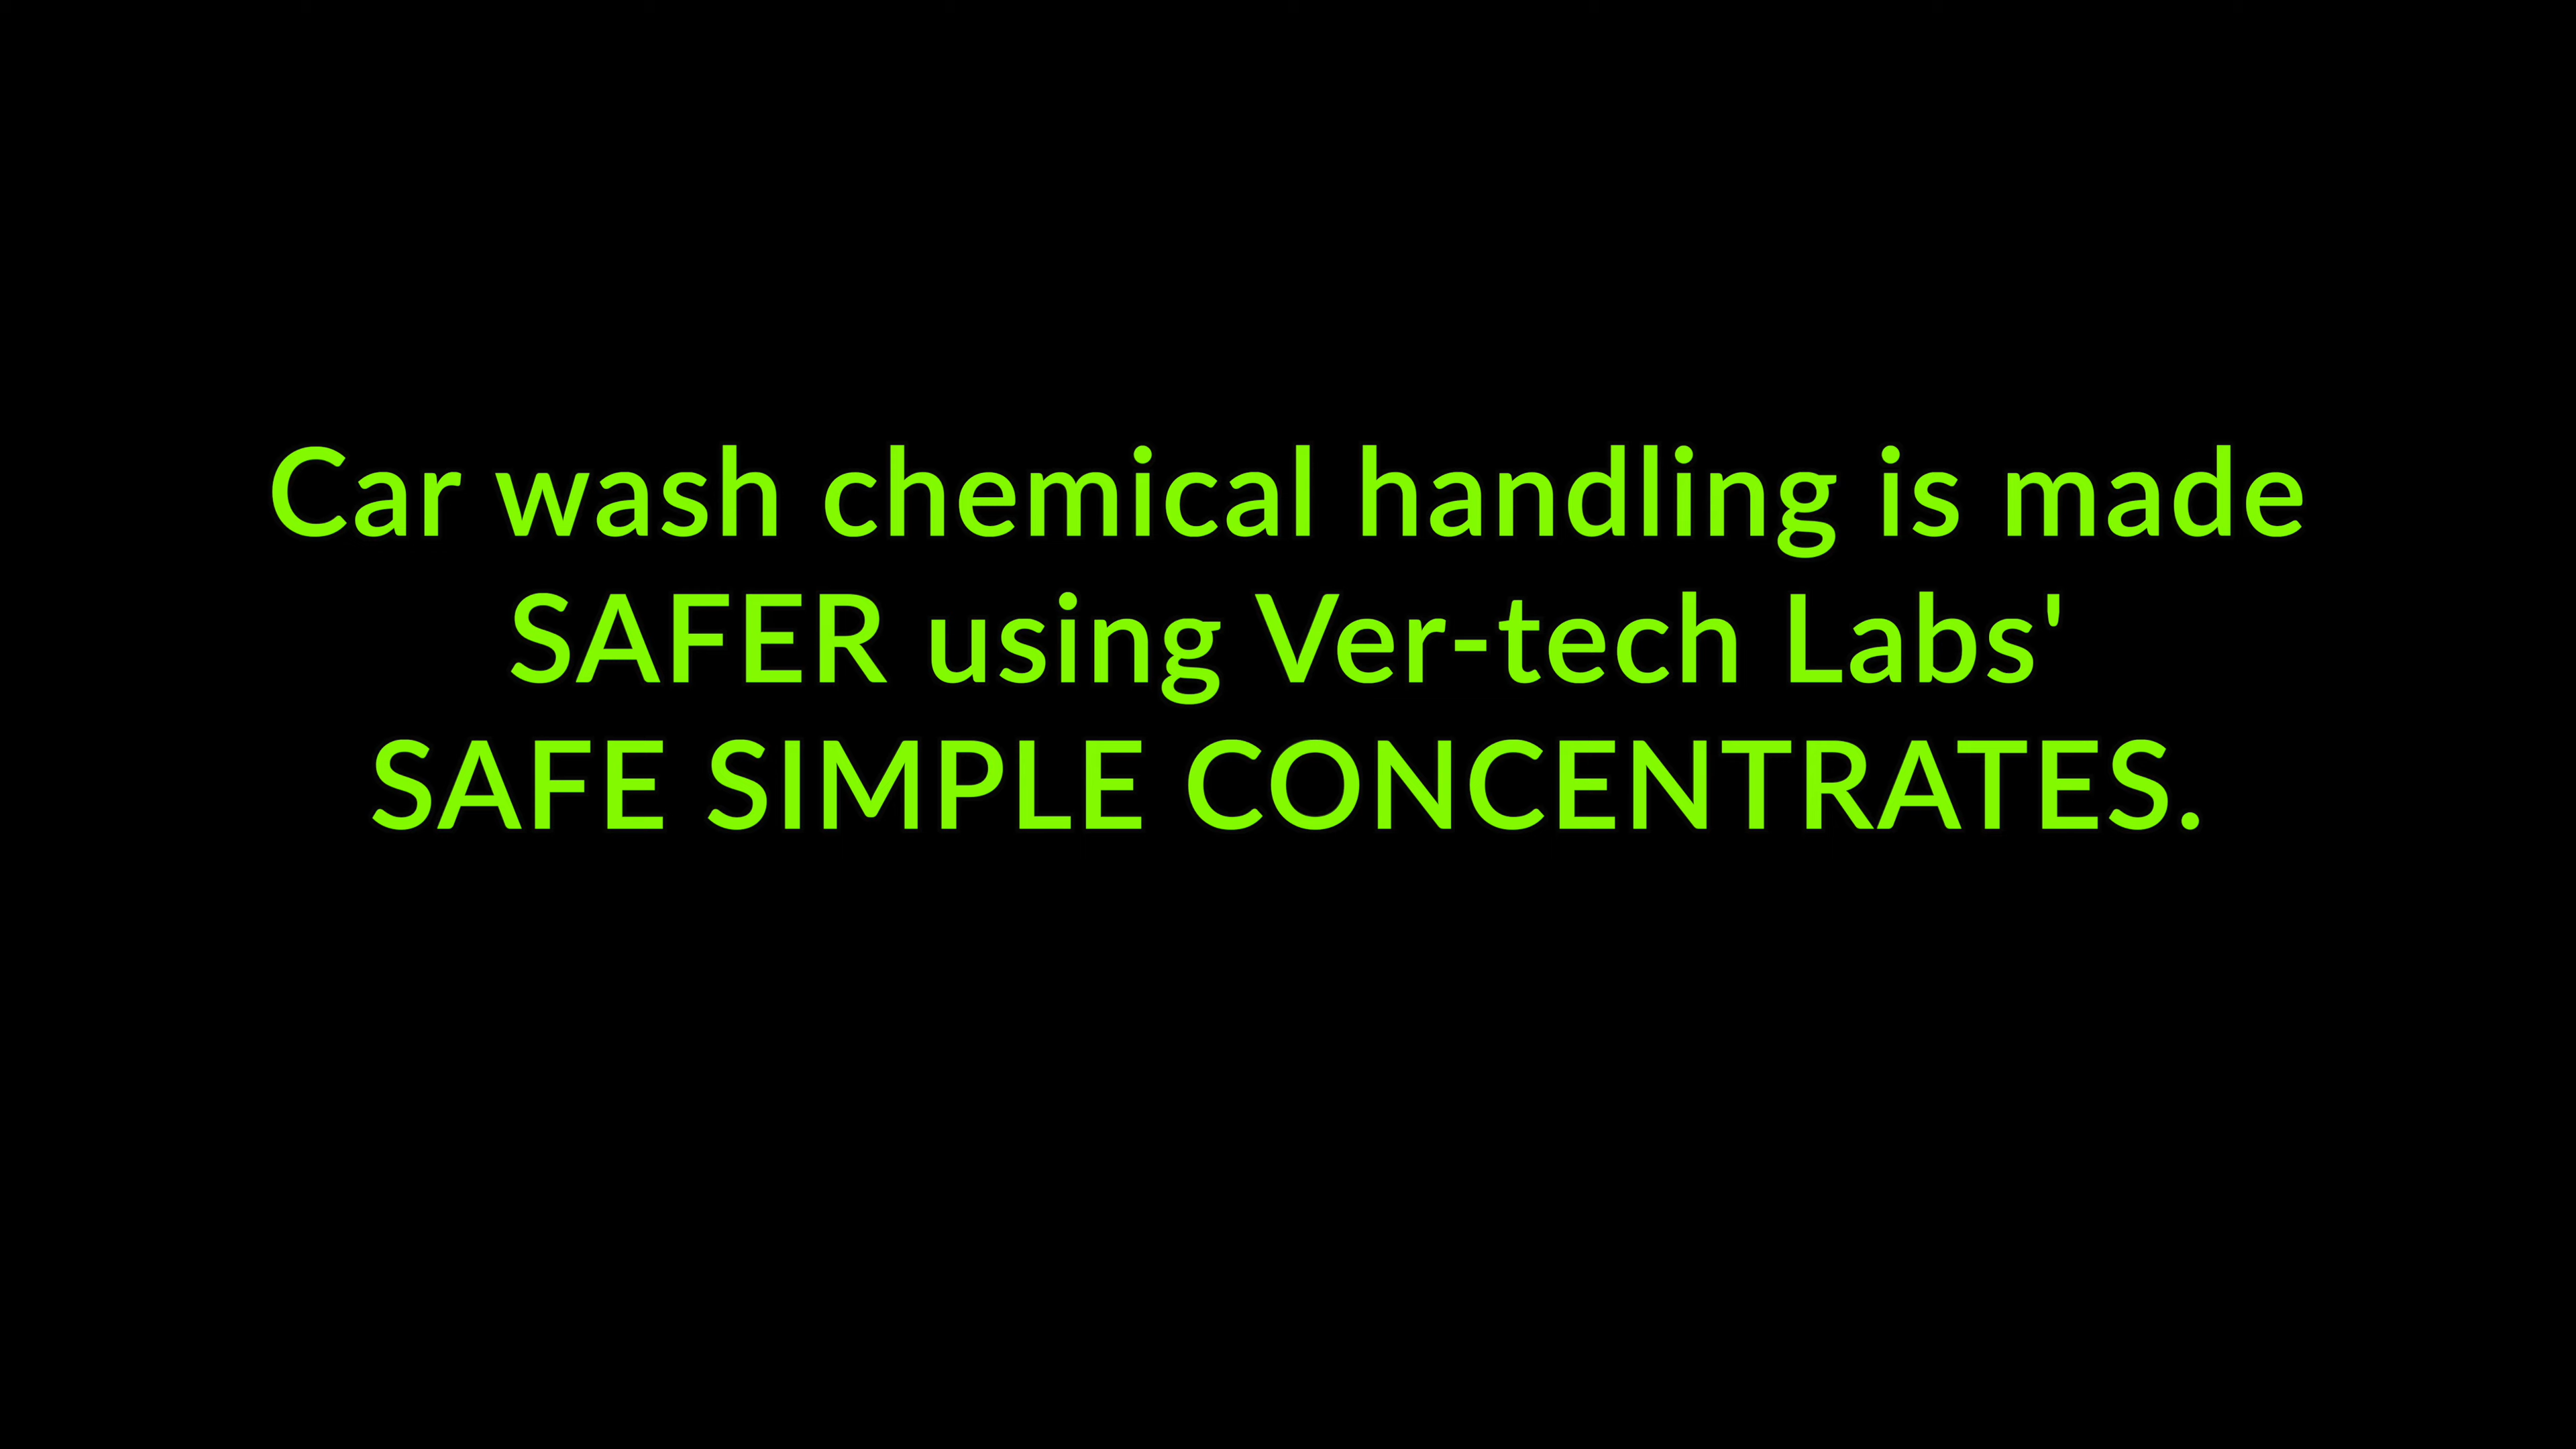 Car wash chemical handling is made
SAFER using Ver-tech Labs'
SAFE SIMPLE CONCENTRATES.